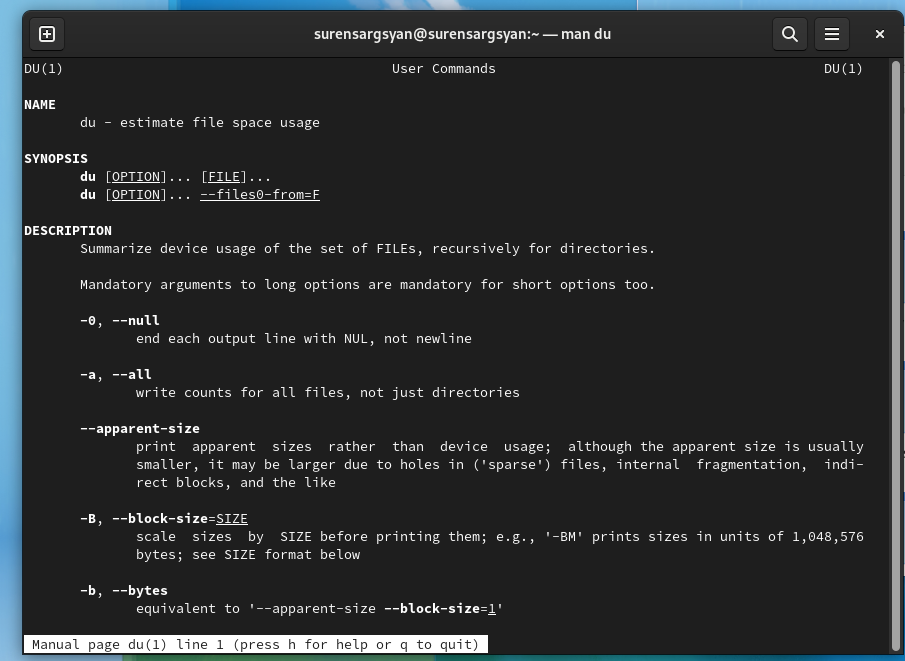 surensargsyan@surensargsyan:~ — man du
DU(1) User Commands DU(1)
NAME
du - estimate file space usage
SYNOPSIS
du [OPTION]... [FILE]...
du [OPTION]... --files0-from=F
DESCRIPTION
Summarize device usage of the set of FILEs, recursively for directories.
Mandatory arguments to long options are mandatory for short options too.
-0, --null
end each output line with NUL, not newline
-a, --all
write counts for all files, not just directories
--apparent-size
print apparent sizes rather than device usage; although the apparent size is usually
smaller, it may be larger due to holes in ('sparse') files, internal fragmentation, indi-
rect blocks, and the like
-B, --block-size=SIZE
scale sizes by SIZE before printing them; e.g., '-BM' prints sizes in units of 1,048,576
bytes; see SIZE format below
-b, --bytes
equivalent to '--apparent-size --block-size=1'
Manual page du(1) line 1 (press h for help or q to quit)